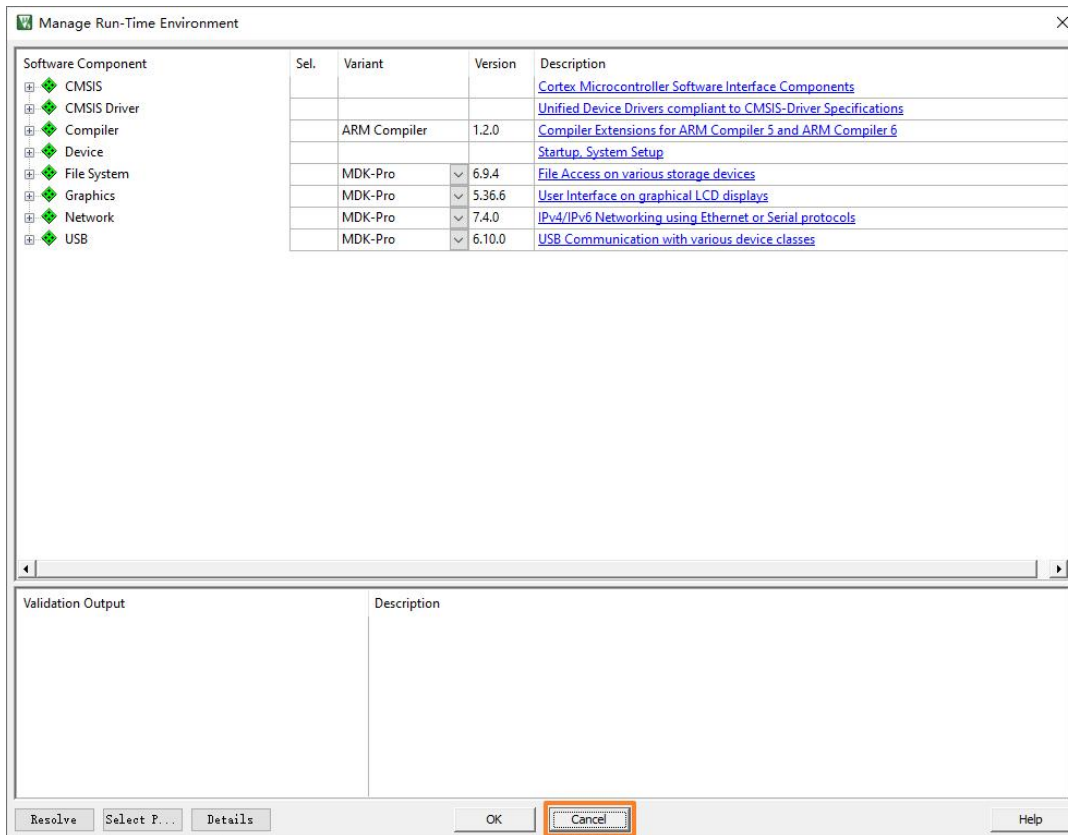 Manage Run-Time Environment
Software Component Sel. Variant Version Description
CMSIS Cortex Microcontroller Software Interface Components
CMSIS Driver Unified Device Drivers compliant to CMSIS-Driver Specifications
Compiler ARM Compiler 1.2.0 Compiler Extensions for ARM Compiler 5 and ARM Compiler 6
Device Startup, System Setup
File System MDK-Pro 6.9.4 File Access on various storage devices
Graphics MDK-Pro 5.36.6 User Interface on graphical LCD displays
Network MDK-Pro 7.4.0 IPv4/IPv6 Networking using Ethernet or Serial protocols
USB MDK-Pro 6.10.0 USB Communication with various device classes
Validation Output Description
Resolve Select P... Details OK Cancel Help